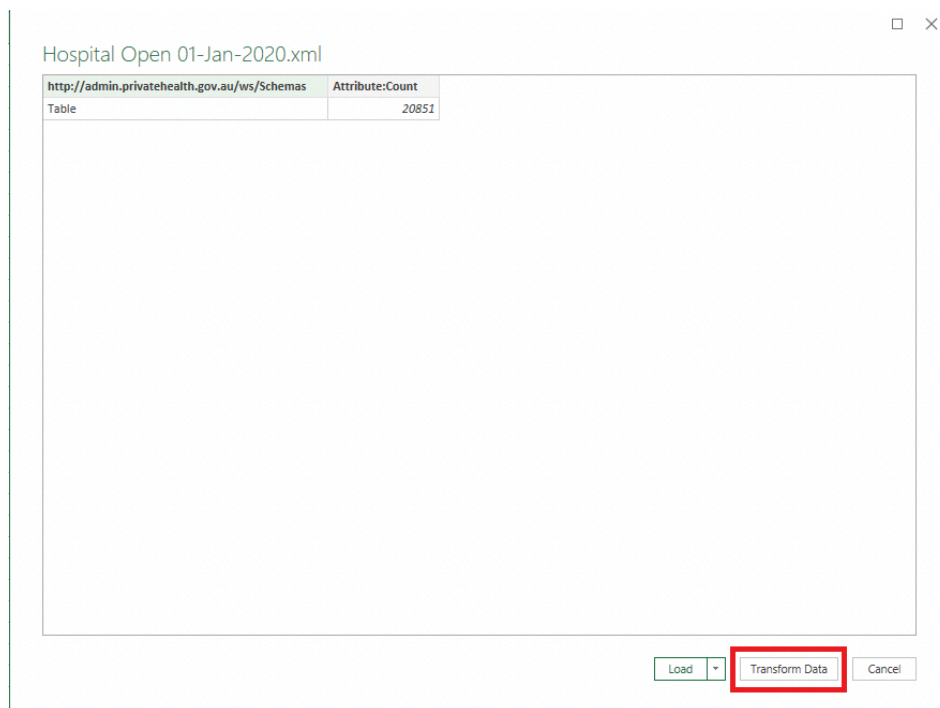 Hospital Open 01-Jan-2020.xml
http://admin.privatehealth.gov.au/ws/Schemas Attribute:Count
Table 20851
Load Transform Data Cancel